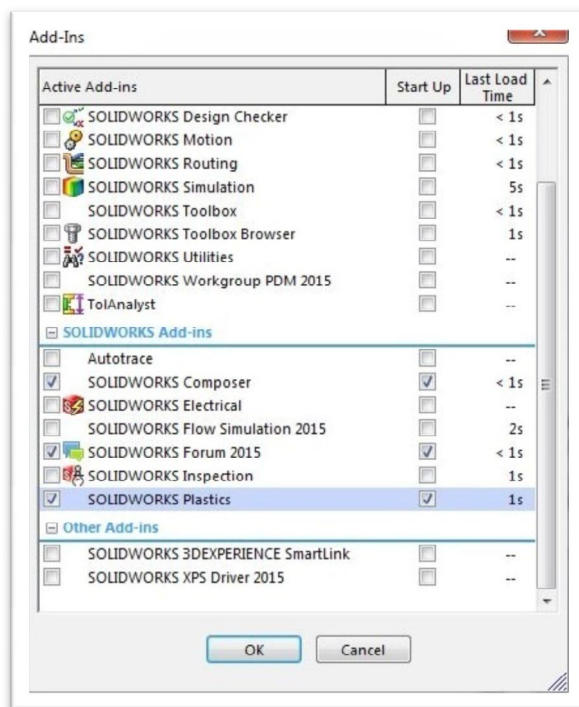 Add-Ins
Active Add-ins Start Up Last Load Time
SOLIDWORKS Design Checker < 1s
SOLIDWORKS Motion < 1s
SOLIDWORKS Routing < 1s
SOLIDWORKS Simulation 5s
SOLIDWORKS Toolbox < 1s
SOLIDWORKS Toolbox Browser 1s
SOLIDWORKS Utilities --
SOLIDWORKS Workgroup PDM 2015 --
TolAnalyst --
SOLIDWORKS Add-ins
Autotrace --
SOLIDWORKS Composer < 1s
SOLIDWORKS Electrical --
SOLIDWORKS Flow Simulation 2015 2s
SOLIDWORKS Forum 2015 < 1s
SOLIDWORKS Inspection 1s
SOLIDWORKS Plastics 1s
Other Add-ins
SOLIDWORKS 3DEXPERIENCE SmartLink --
SOLIDWORKS XPS Driver 2015 --
OK Cancel